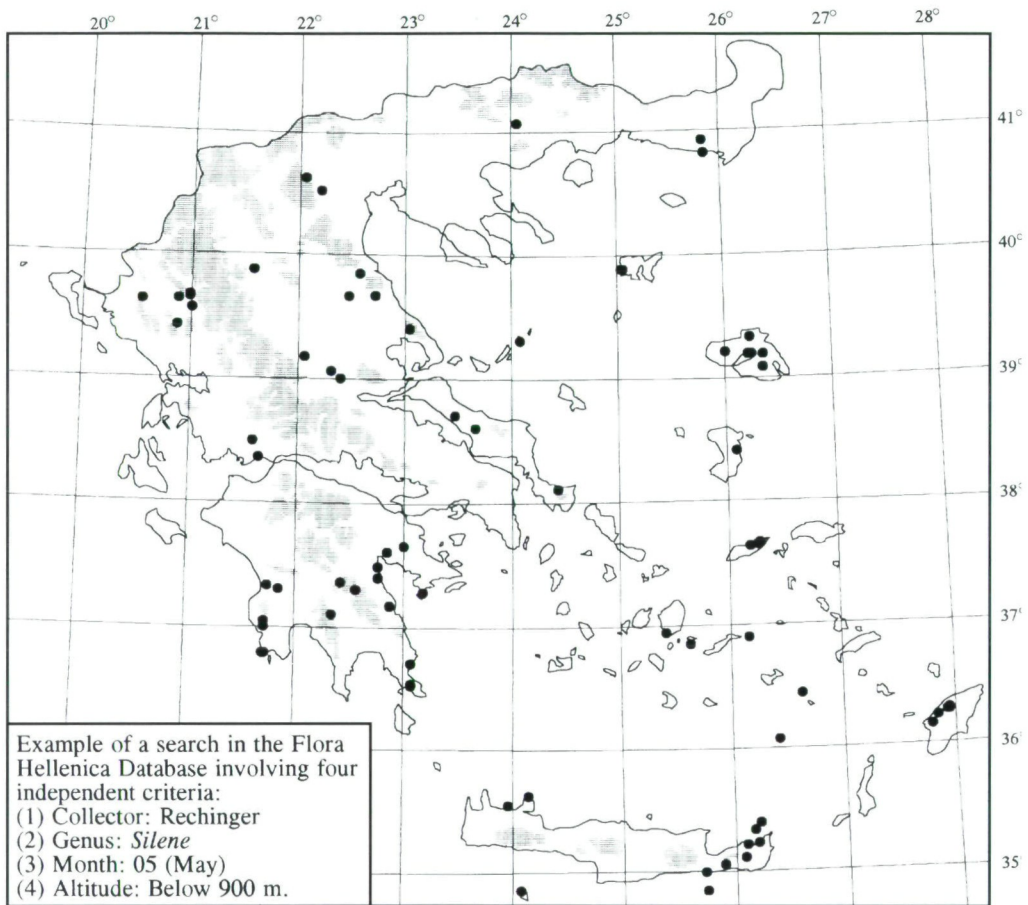 20° 21° 22° 23° 24° 25° 26° 27° 28°
41°
40°
39°
38°
37°
36°
35°
Example of a search in the Flora
Hellenica Database involving four
independent criteria:
(1) Collector: Rechinger
(2) Genus: Silene
(3) Month: 05 (May)
(4) Altitude: Below 900 m.